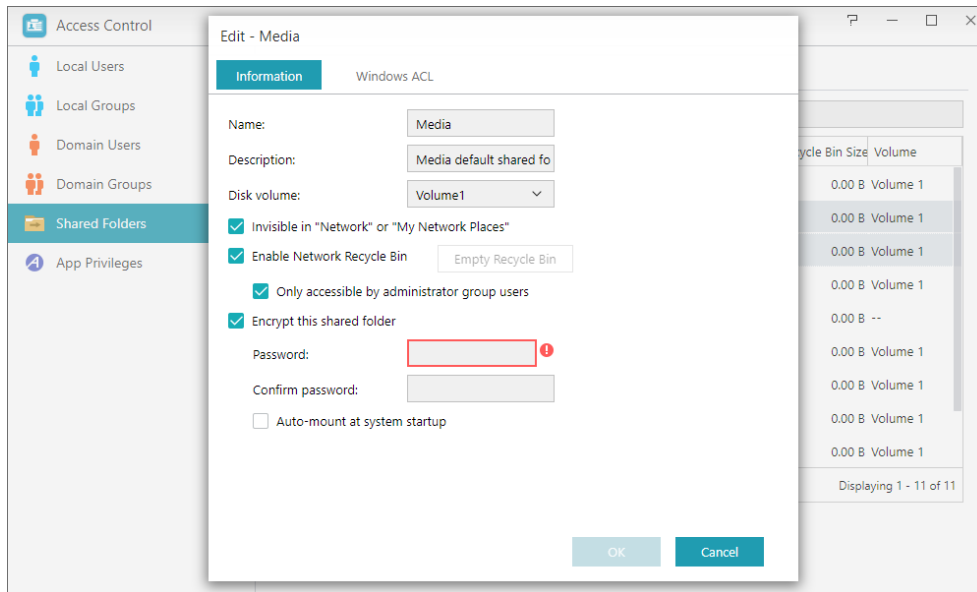 Access Control
Local Users
Local Groups
Domain Users
Domain Groups
Shared Folders
App Privileges
Edit - Media
Information
Windows ACL
Name:
Media
Description:
Media default shared fo
Disk volume:
Volume1
Invisible in "Network" or "My Network Places"
Enable Network Recycle Bin
Empty Recycle Bin
Only accessible by administrator group users
Encrypt this shared folder
Password:
Confirm password:
Auto-mount at system startup
OK
Cancel
ycle Bin Size Volume
0.00 B Volume 1
0.00 B Volume 1
0.00 B Volume 1
0.00 B Volume 1
0.00 B --
0.00 B Volume 1
0.00 B Volume 1
0.00 B Volume 1
0.00 B Volume 1
Displaying 1 - 11 of 11